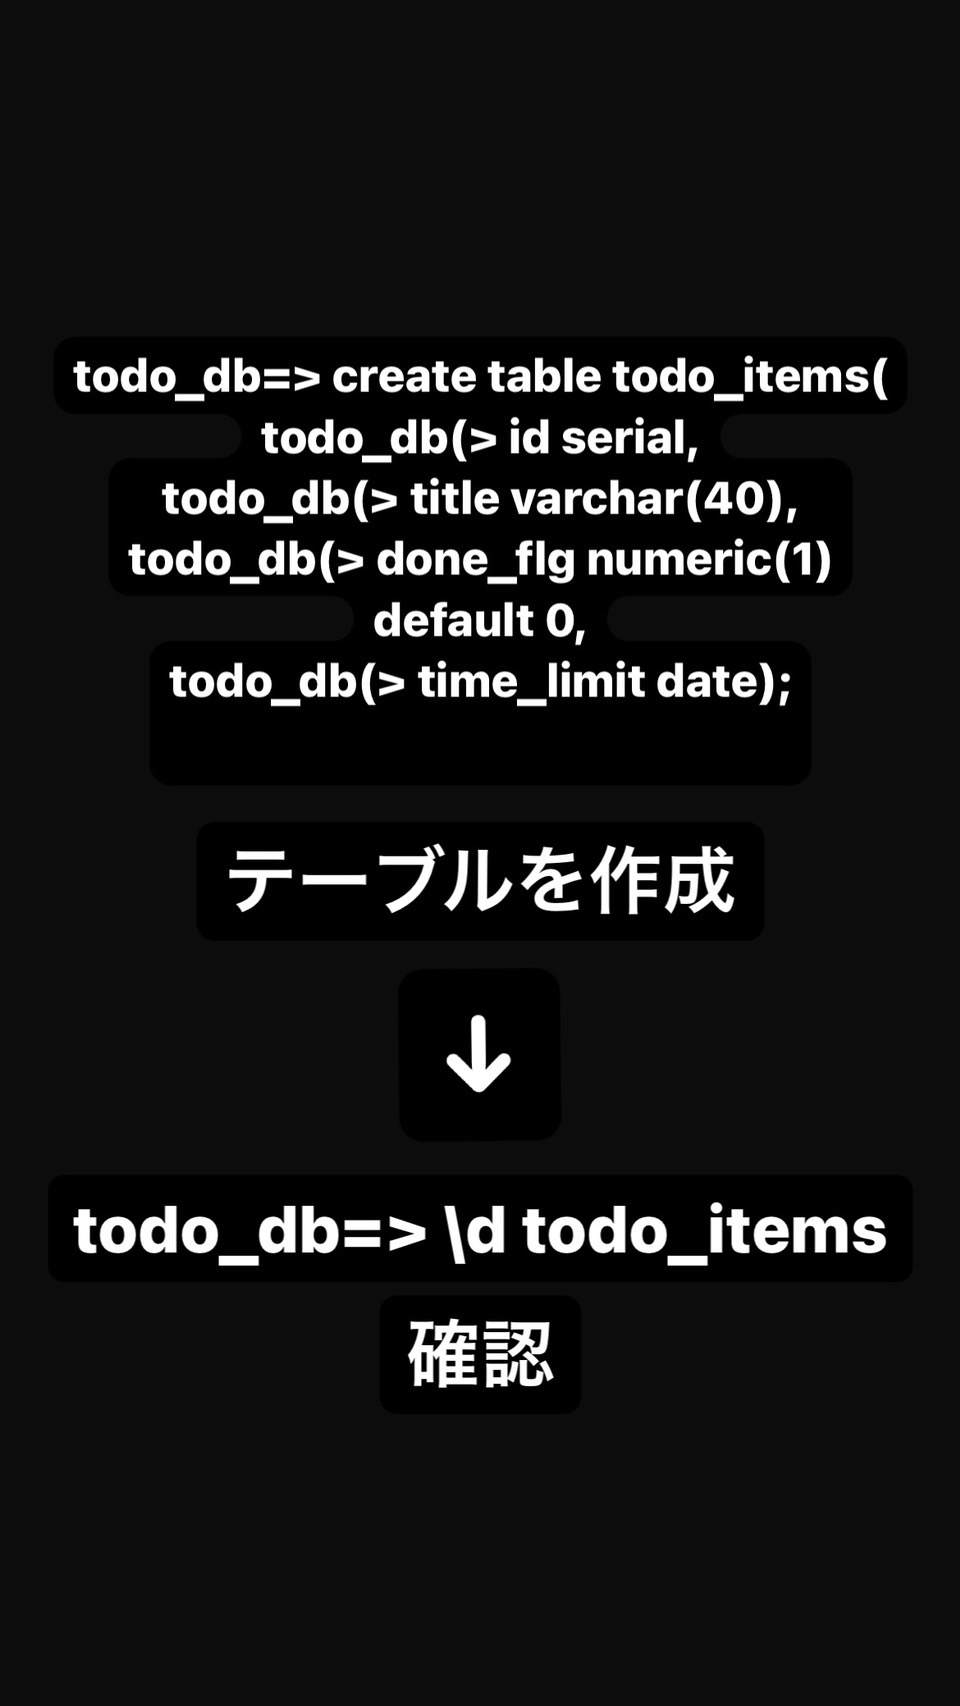 todo_db=> create table todo_items(
todo_db(> id serial,
todo_db(> title varchar(40),
todo_db(> done_flg numeric(1)
default 0,
todo_db(> time_limit date);
テーブルを作成
↓
todo_db=> \d todo_items
確認